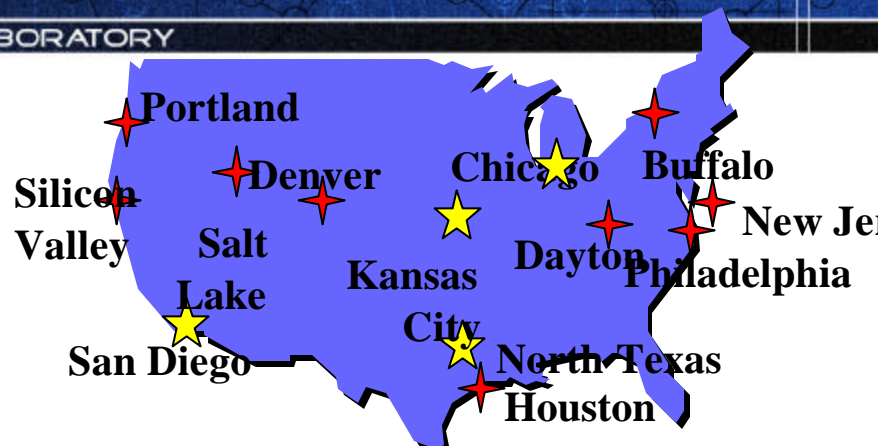 BORATORY
Portland
Denver
Chicago
Buffalo
Silicon
Valley
Salt
Lake
Kansas
City
Dayton
New Jer
Philadelphia
San Diego
North Texas
Houston